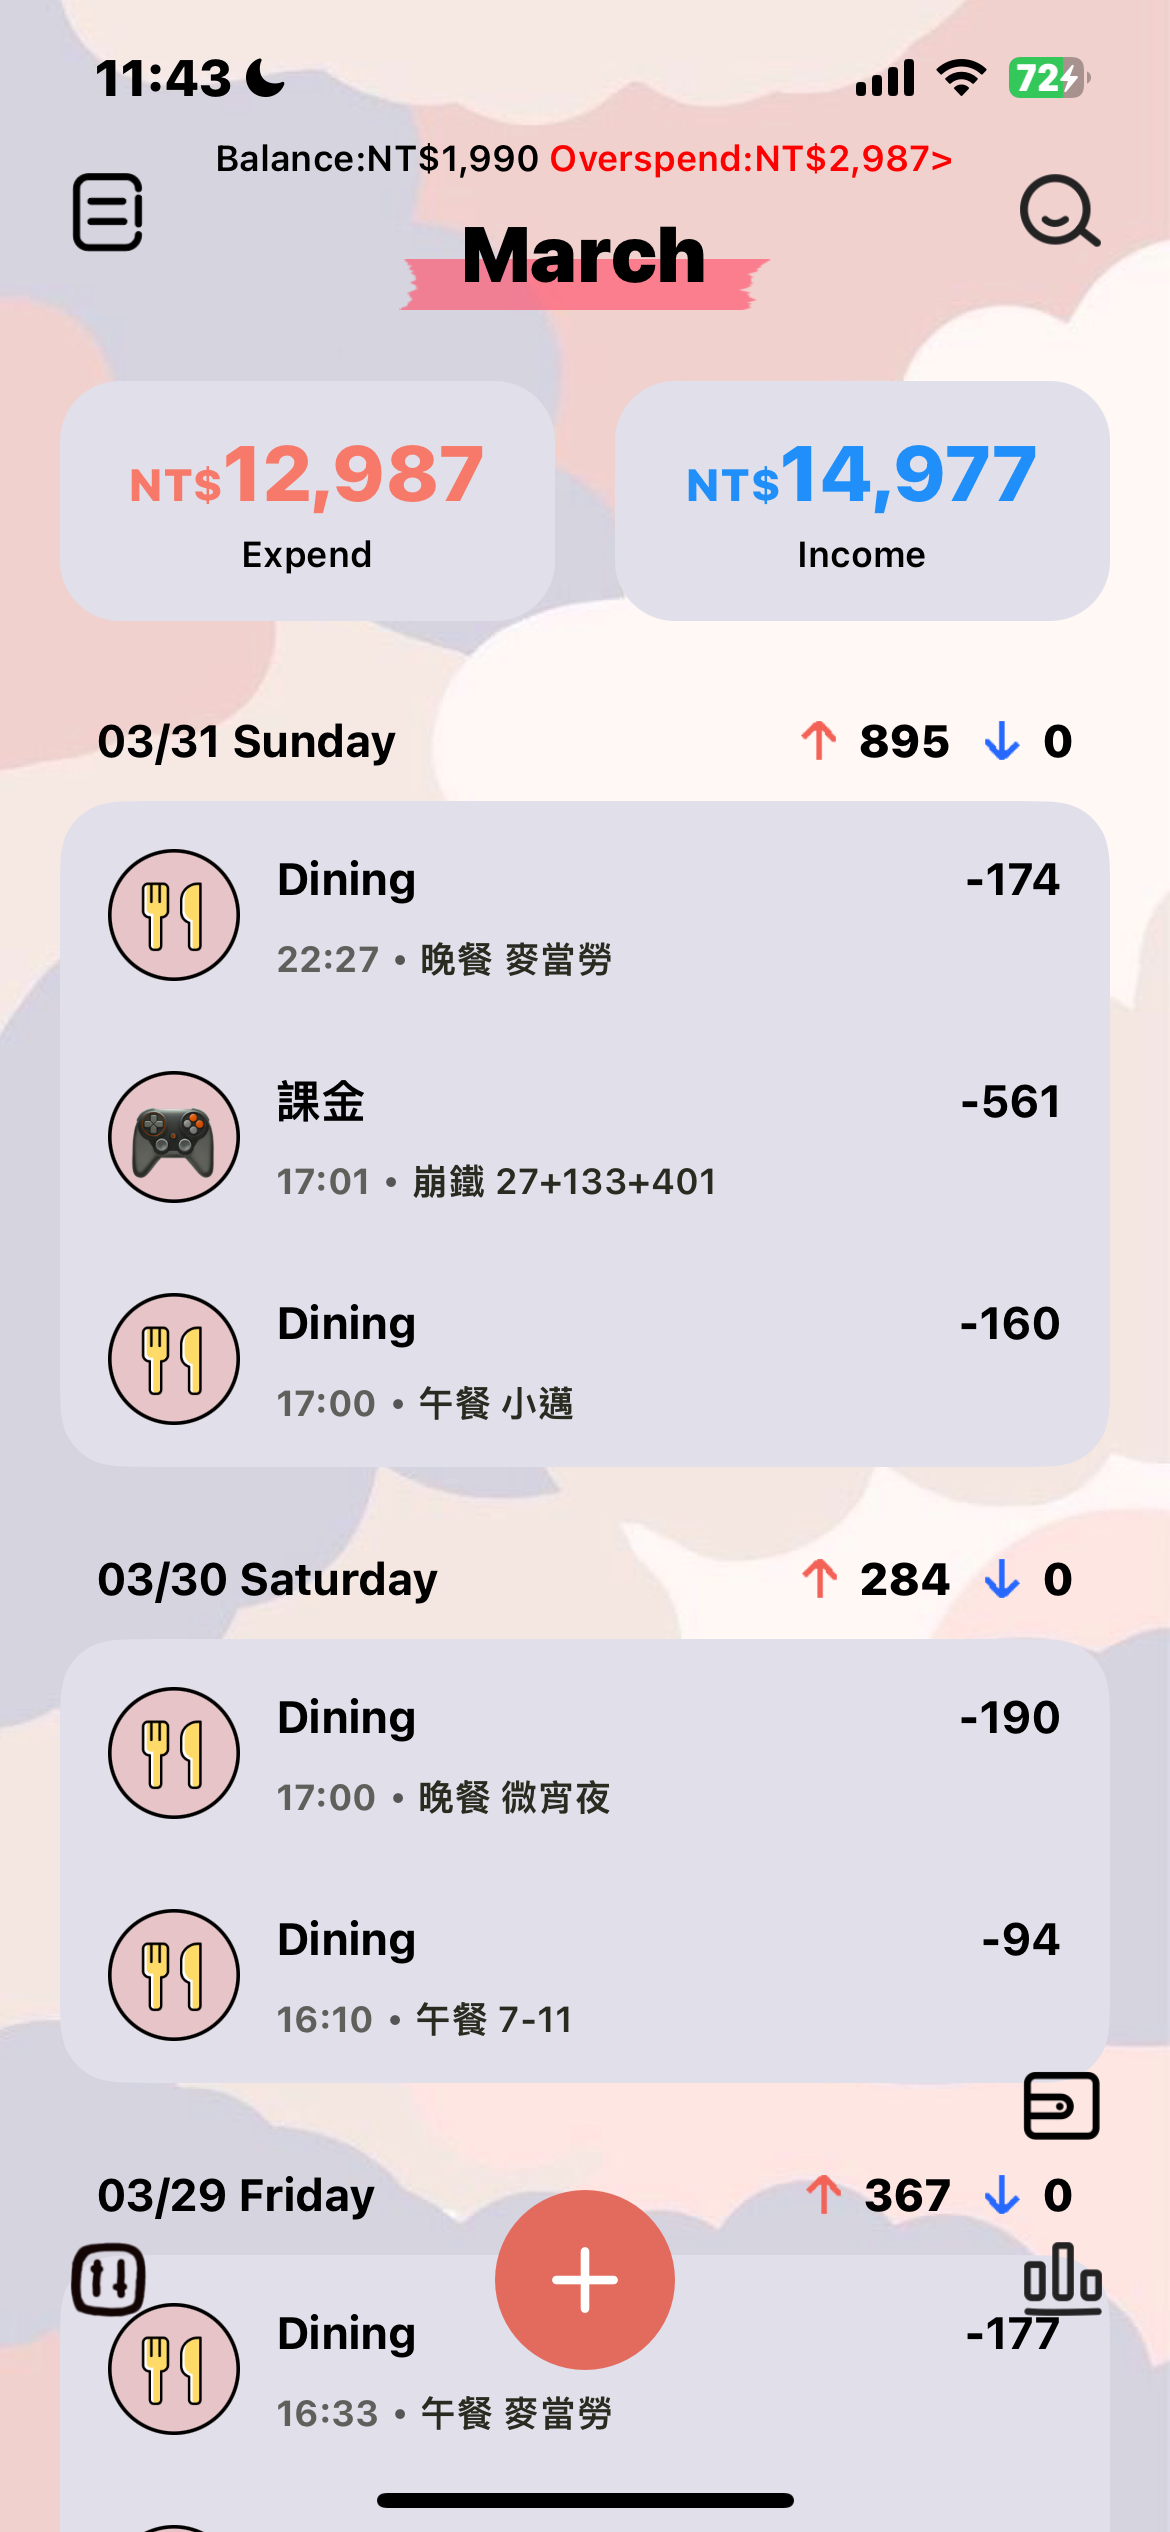 11:43
72
Balance:NT$1,990 Overspend:NT$2,987>
March
NT$12,987
Expend
NT$14,977
Income
03/31 Sunday 895 0
Dining -174
22:27 • 晚餐 麥當勞
課金 -561
17:01 • 崩鐵 27+133+401
Dining -160
17:00 • 午餐 小邁
03/30 Saturday 284 0
Dining -190
17:00 • 晚餐 微宵夜
Dining -94
16:10 • 午餐 7-11
03/29 Friday 367 0
Dining -177
16:33 • 午餐 麥當勞